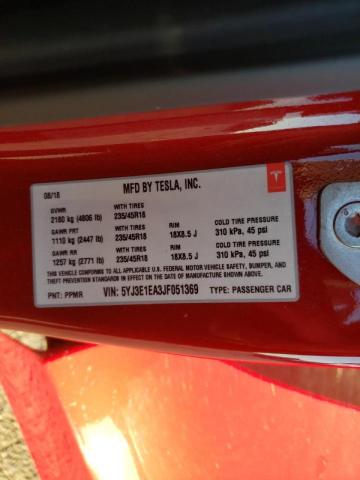 08/18
MFD BY TESLA, INC.
GVWR WITH TIRES
2180 kg (4806 lb) 235/45R18
GAWR FRT WITH TIRES RIM COLD TIRE PRESSURE
1110 kg (2447 lb) 235/45R18 18X8.5 J 310 kPa, 45 psi
GAWR RR WITH TIRES RIM COLD TIRE PRESSURE
1257 kg (2771 lb) 235/45R18 18X8.5 J 310 kPa, 45 psi
THIS VEHICLE CONFORMS TO ALL APPLICABLE U.S. FEDERAL MOTOR VEHICLE SAFETY, BUMPER, AND
THEFT PREVENTION STANDARDS IN EFFECT ON THE DATE OF MANUFACTURE SHOWN ABOVE.
PNT: PPMR VIN: 5YJ3E1EA3JF051369 TYPE: PASSENGER CAR